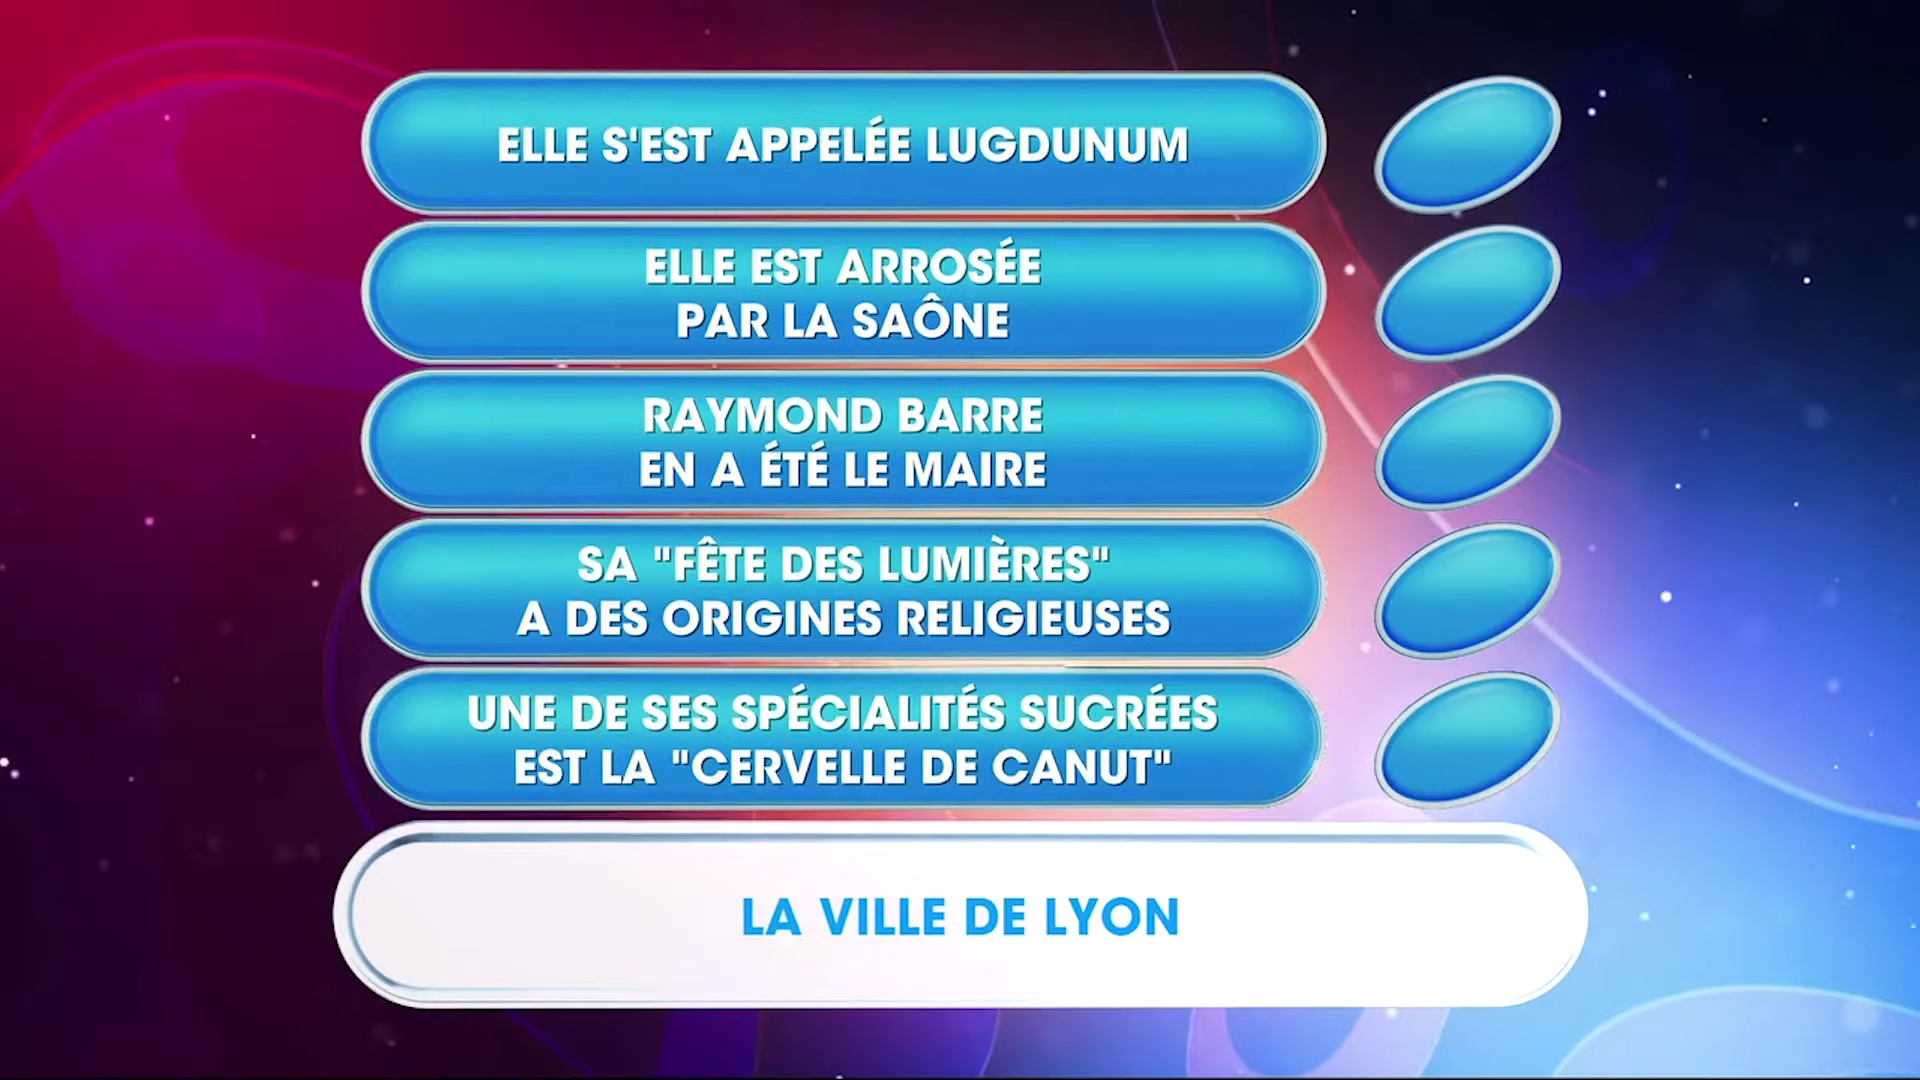 ELLE S'EST APPELÉE LUGDUNUM
ELLE EST ARROSÉE
PAR LA SAÔNE
RAYMOND BARRE
EN A ÉTÉ LE MAIRE
SA "FÊTE DES LUMIÈRES"
A DES ORIGINES RELIGIEUSES
UNE DE SES SPÉCIALITÉS SUCRÉES
EST LA "CERVELLE DE CANUT"
LA VILLE DE LYON